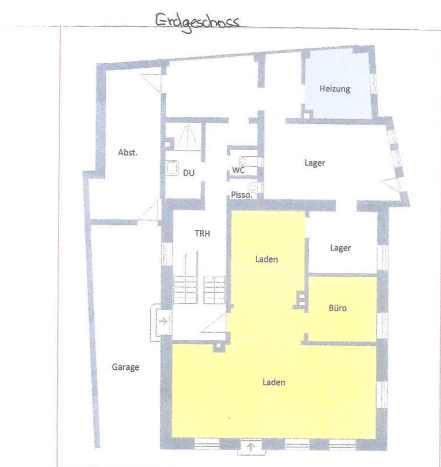 Erdgeschoss
Heizung
Abst.
Lager
DU
WC
Pisso.
TRH
Laden
Lager
Büro
Garage
Laden